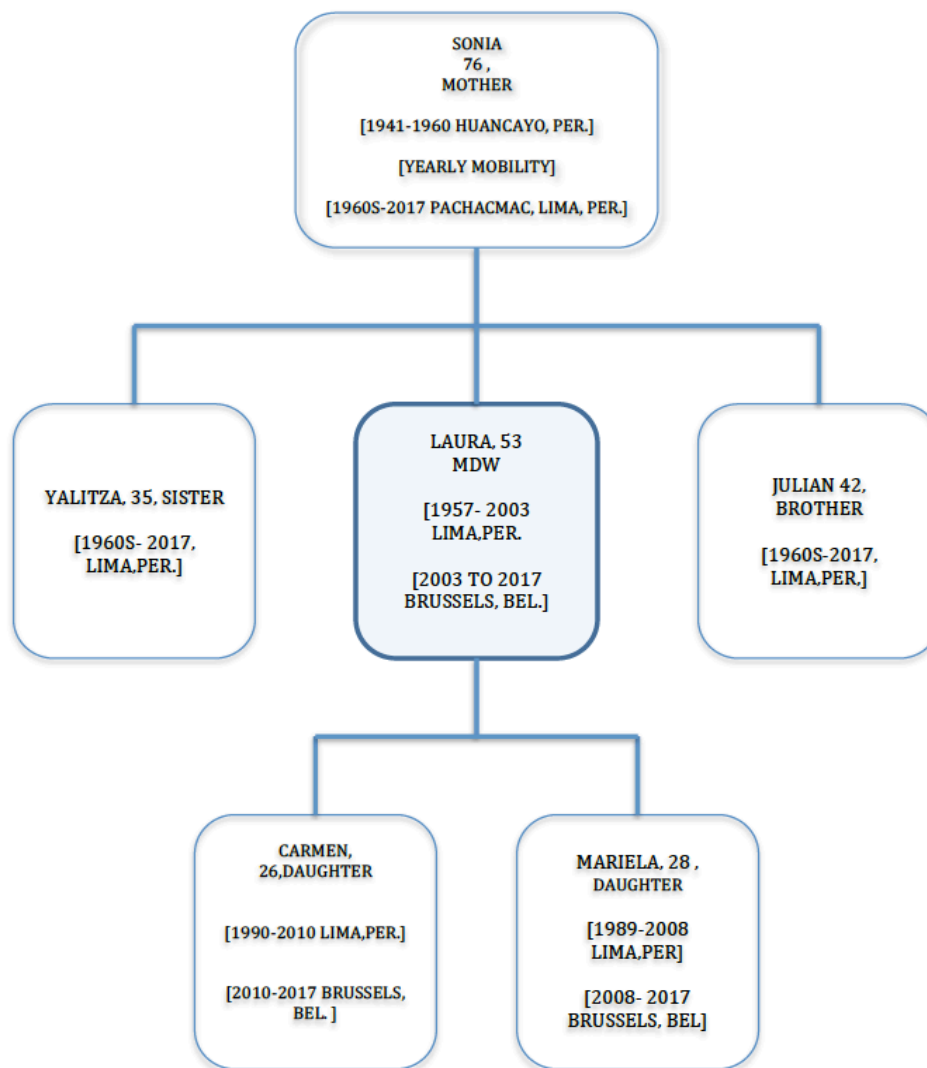 SONIA
76 ,
MOTHER
[1941-1960 HUANCAYO, PER.]
[YEARLY MOBILITY]
[1960S-2017 PACHACMAC, LIMA, PER.]
YALITZA, 35, SISTER
[1960S- 2017,
LIMA,PER.]
LAURA, 53
MDW
[1957- 2003
LIMA,PER.
[2003 TO 2017
BRUSSELS, BEL.]
JULIAN 42,
BROTHER
[1960S-2017,
LIMA,PER,]
CARMEN,
26,DAUGHTER
[1990-2010 LIMA,PER.]
[2010-2017 BRUSSELS,
BEL. ]
MARIELA, 28 ,
DAUGHTER
[1989-2008
LIMA,PER]
[2008- 2017
BRUSSELS, BEL]